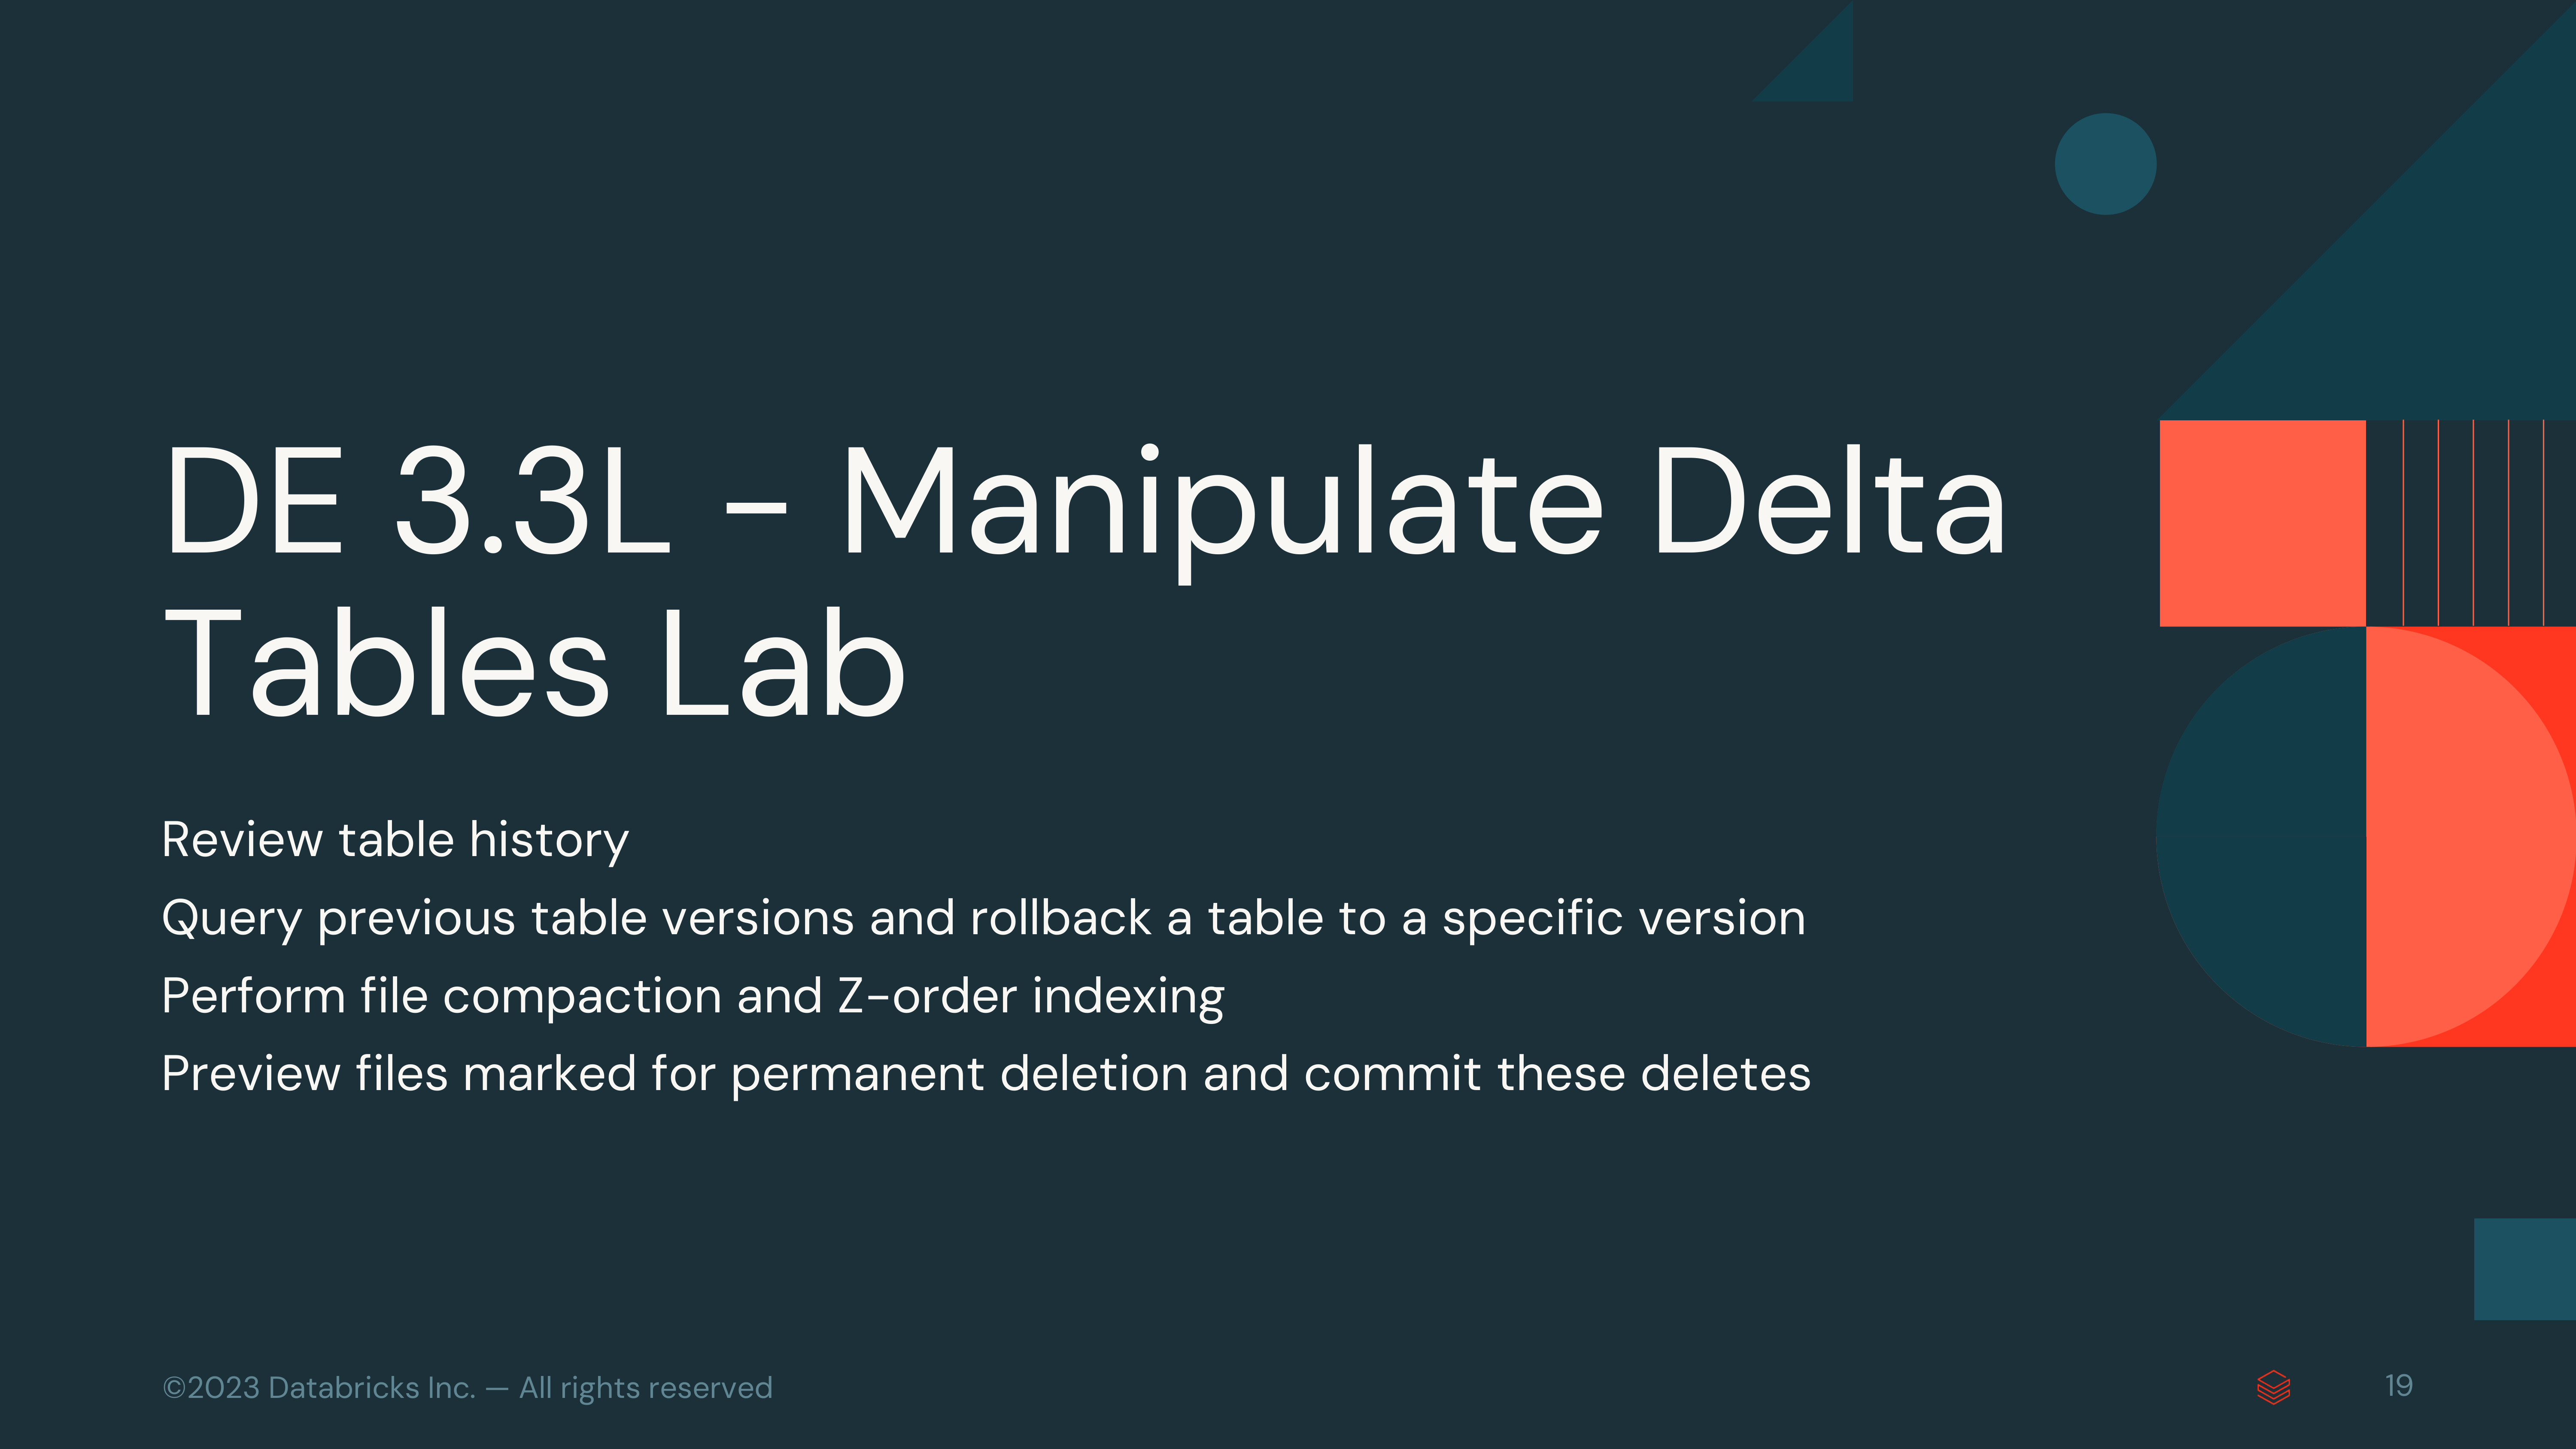 DE 3.3L - Manipulate Delta
Tables Lab
Review table history
Query previous table versions and rollback a table to a specific version
Perform file compaction and Z-order indexing
Preview files marked for permanent deletion and commit these deletes
©2023 Databricks Inc. — All rights reserved
19